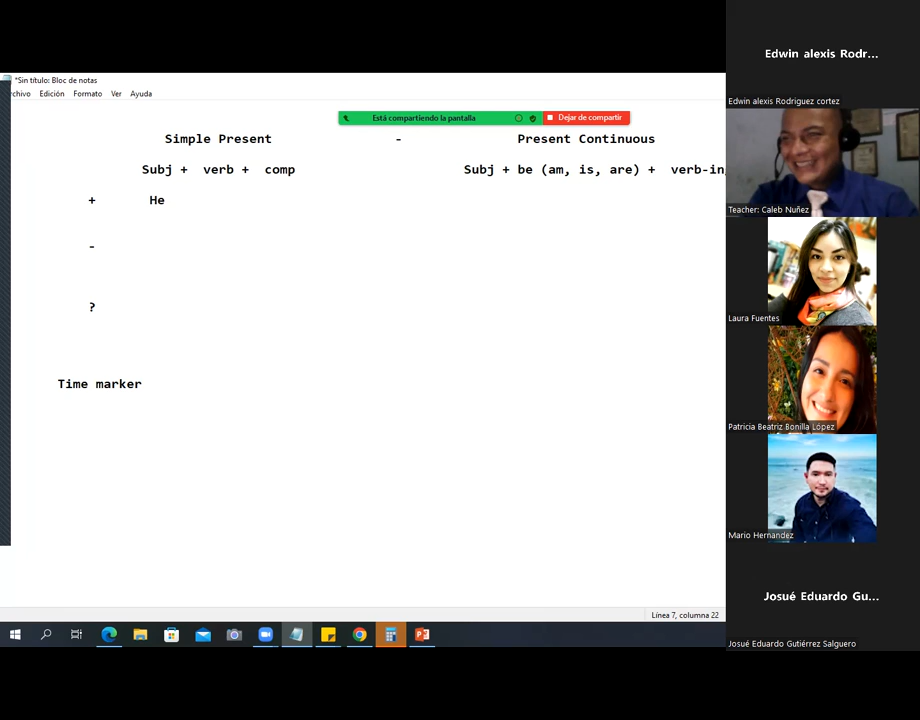 *Sin título: Bloc de notas
rchivo Edición Formato Ver Ayuda
Está compartiendo la pantalla Dejar de compartir
Simple Present - Present Continuous
Subj + verb + comp Subj + be (am, is, are) + verb-in
+ He
-
?
Time marker
Línea 7, columna 22
Edwin alexis Rodr...
Edwin alexis Rodriguez cortez
Teacher: Caleb Nuñez
Laura Fuentes
Patricia Beatriz Bonilla López
Mario Hernandez
Josué Eduardo Gu...
Josué Eduardo Gutiérrez Salguero